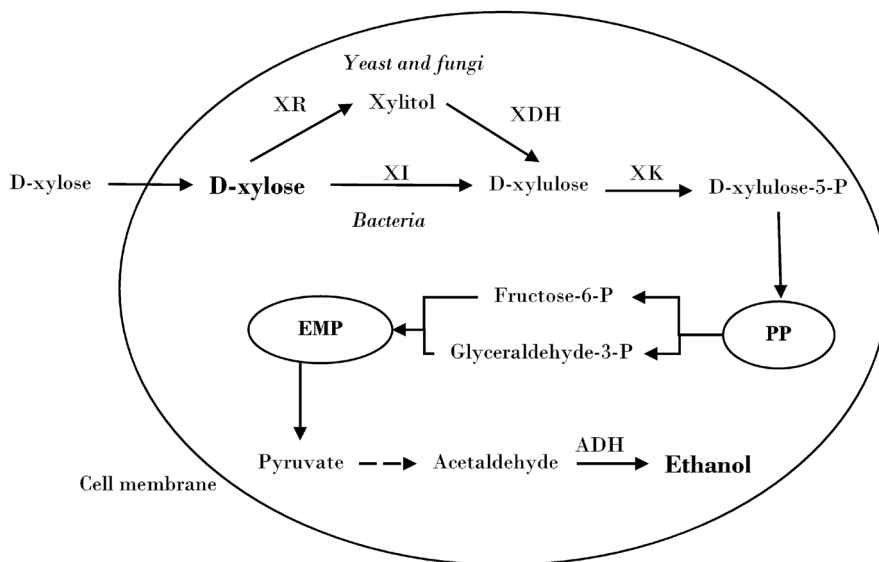 Yeast and fungi
XR
Xylitol
XDH
D-xylose
D-xylose
XI
D-xylulose
XK
D-xylulose-5-P
Bacteria
Fructose-6-P
EMP
PP
Glyceraldehyde-3-P
Pyruvate
Acetaldehyde
ADH
Ethanol
Cell membrane